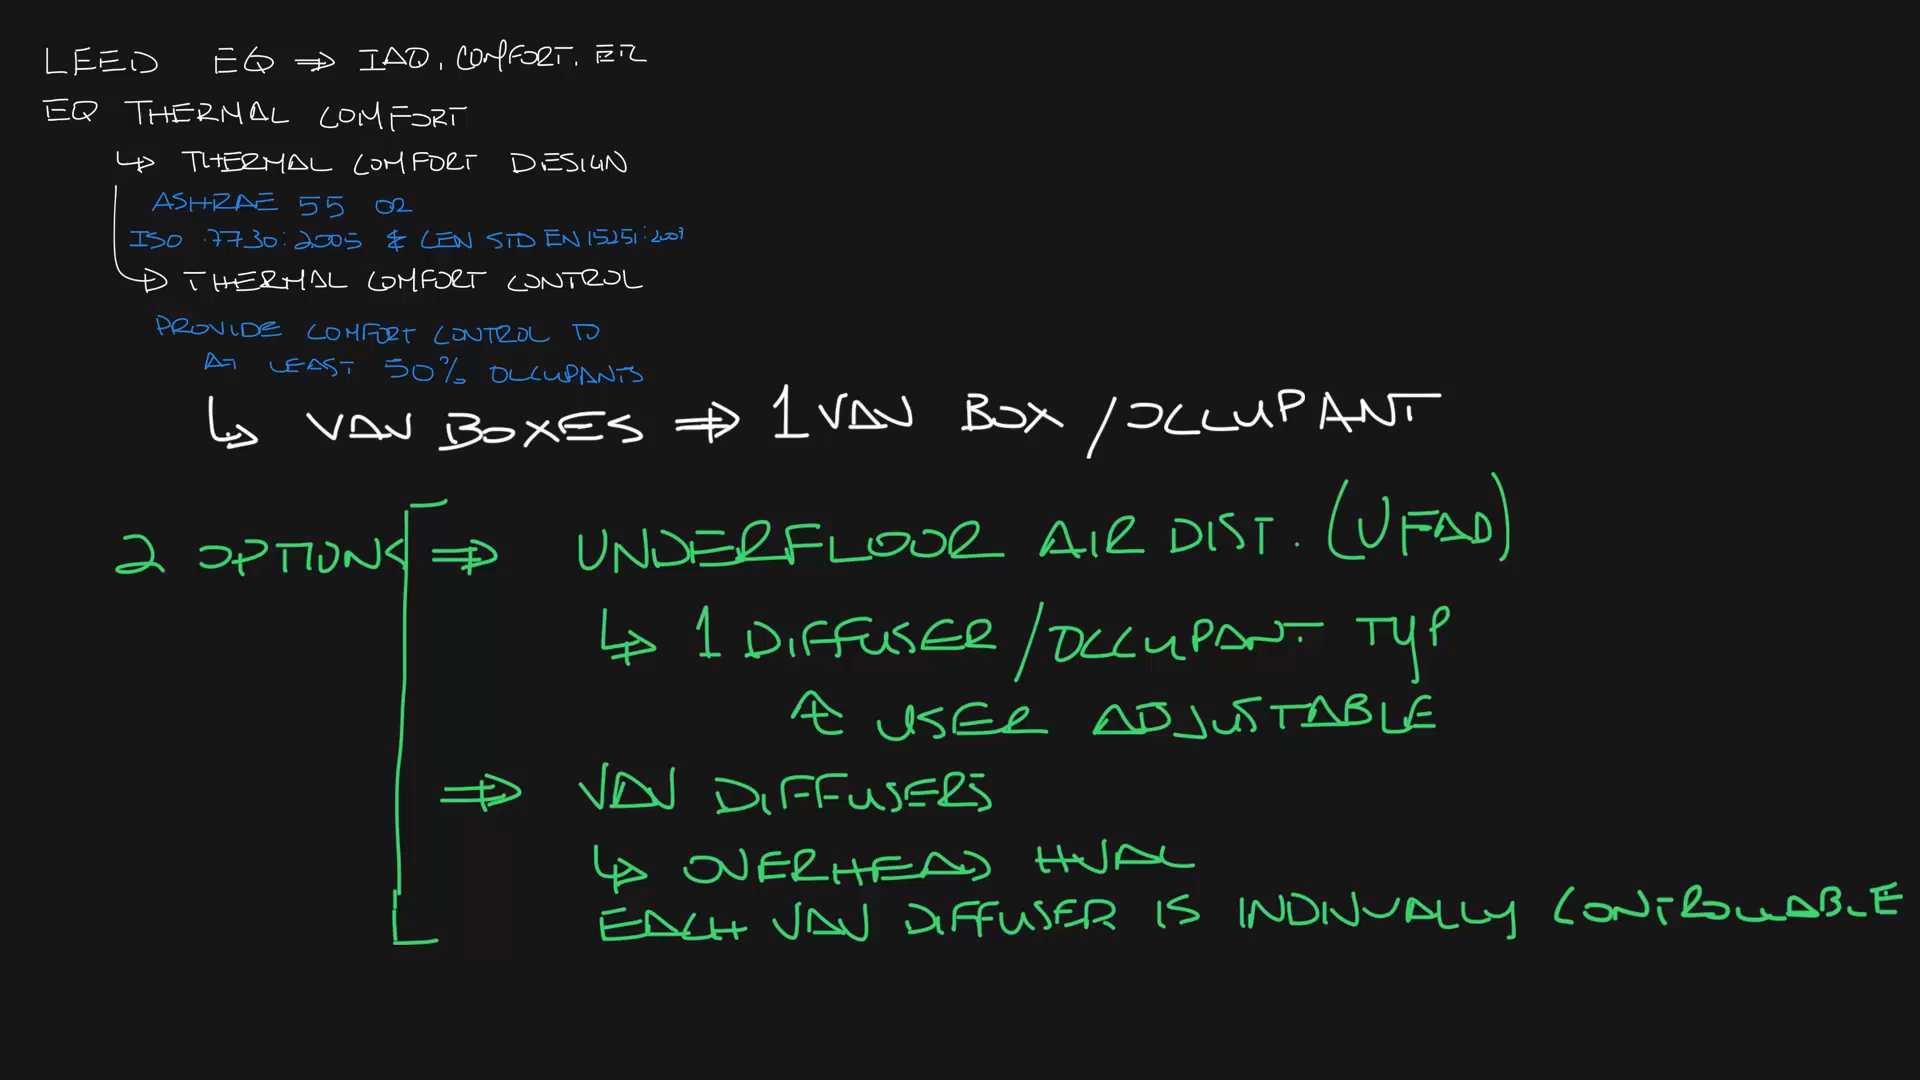 LEED EQ ⇒ IAQ, COMFORT, ETC
EQ THERMAL COMFORT
↳ THERMAL COMFORT DESIGN
ASHRAE 55 OR
ISO 7730:2005 & CEN STD EN 15251:2007
↳ THERMAL COMFORT CONTROL
PROVIDE COMFORT CONTROL TO
AT LEAST 50% OCCUPANTS
↳ VAV BOXES ⇒ 1 VAV BOX / OCCUPANT
2 OPTIONS ⇒ UNDERFLOOR AIR DIST. (UFAD)
↳ 1 DIFFUSER / OCCUPANT TYP
↑ USER ADJUSTABLE
⇒ VAV DIFFUSERS
↳ OVERHEAD HVAC
EACH VAV DIFFUSER IS INDIVUALLY CONTROLLABLE